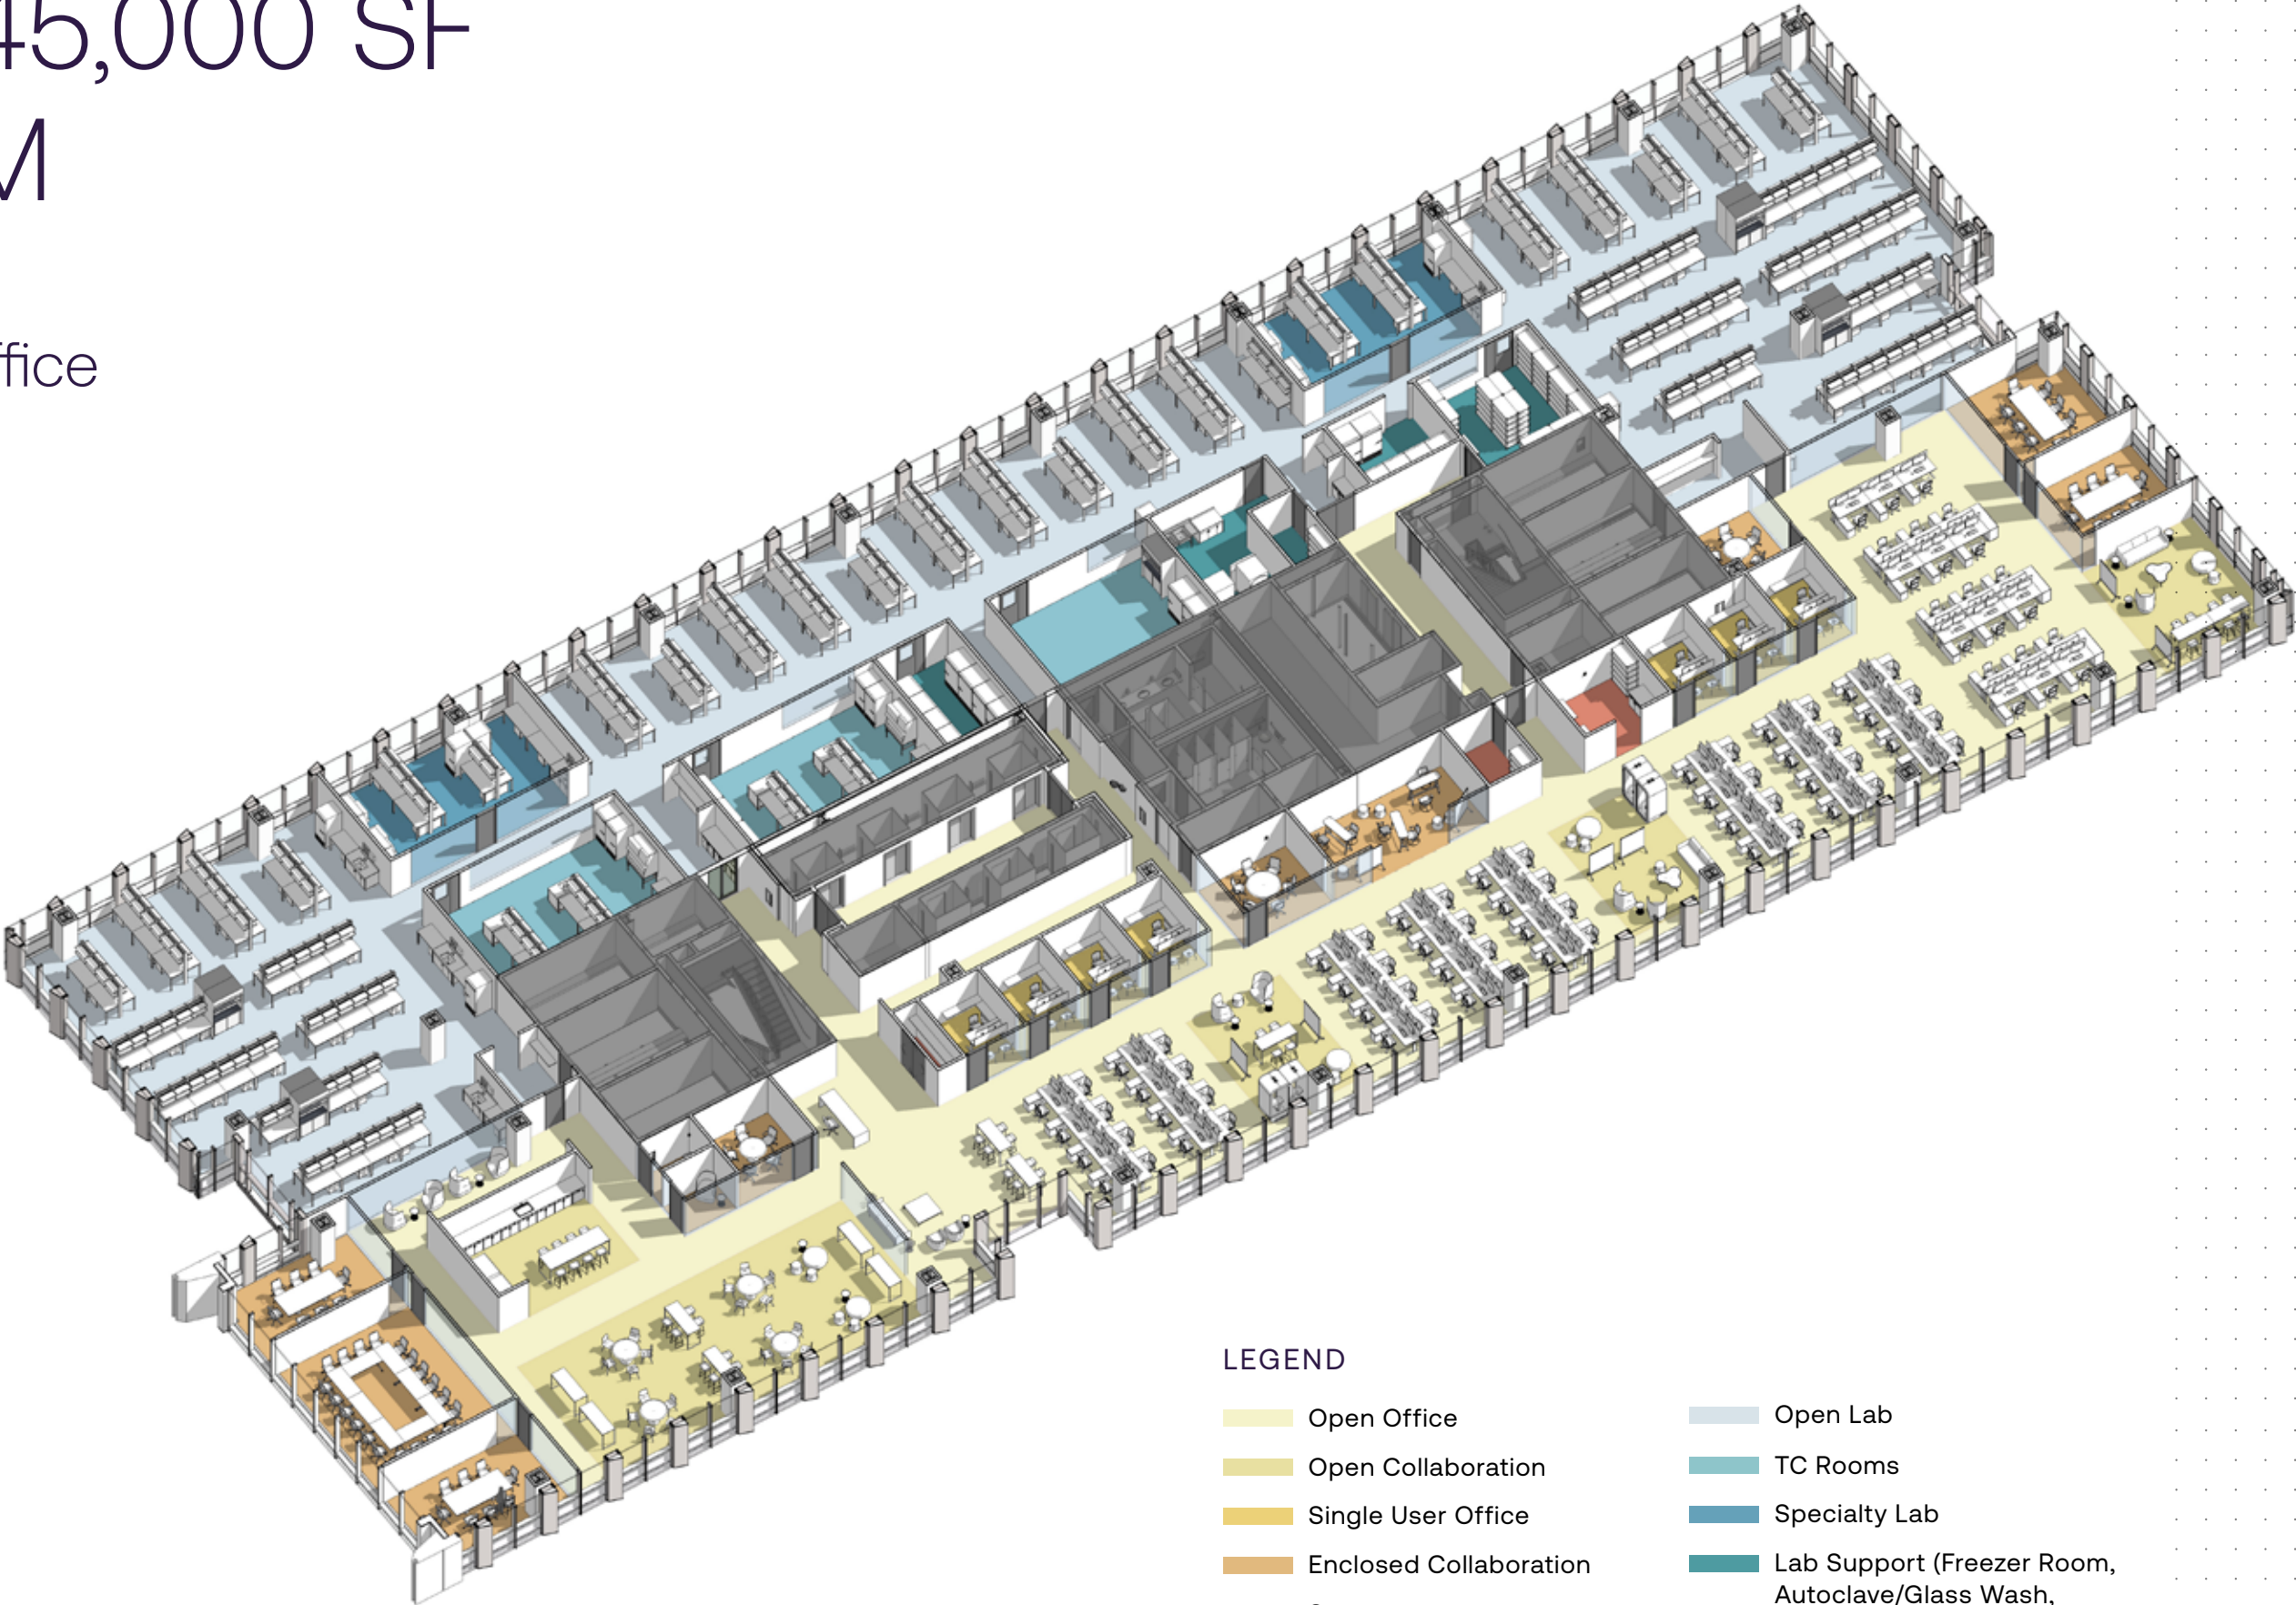 45,000 SF
M
ffice
LEGEND
Open Office
Open Collaboration
Single User Office
Enclosed Collaboration
Open Lab
TC Rooms
Specialty Lab
Lab Support (Freezer Room,
Autoclave/Glass Wash,